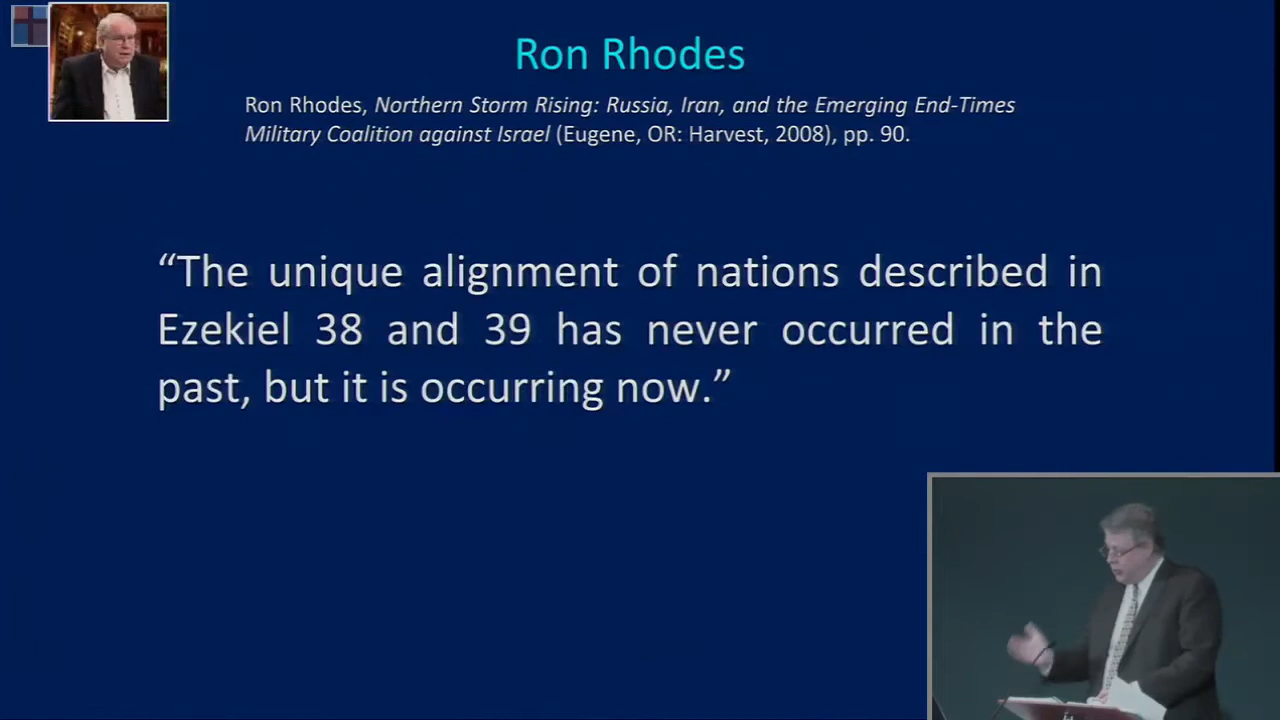 Ron Rhodes
Ron Rhodes, Northern Storm Rising: Russia, Iran, and the Emerging End-Times
Military Coalition against Israel (Eugene, OR: Harvest, 2008), pp. 90.
“The unique alignment of nations described in
Ezekiel 38 and 39 has never occurred in the
past, but it is occurring now.”